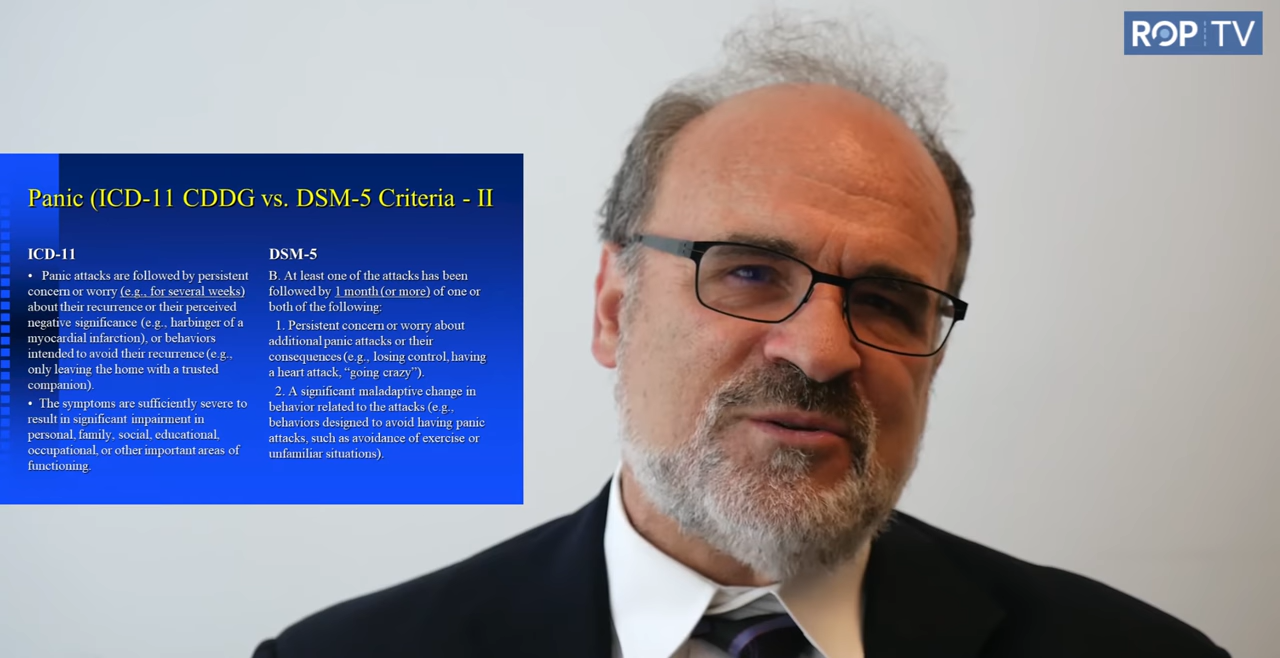 ROP TV
Panic (ICD-11 CDDG vs. DSM-5 Criteria - II
ICD-11
• Panic attacks are followed by persistent
concern or worry (e.g., for several weeks)
about their recurrence or their perceived
negative significance (e.g., harbinger of a
myocardial infarction), or behaviors
intended to avoid their recurrence (e.g.,
only leaving the home with a trusted
companion).
• The symptoms are sufficiently severe to
result in significant impairment in
personal, family, social, educational,
occupational, or other important areas of
functioning.
DSM-5
B. At least one of the attacks has been
followed by 1 month (or more) of one or
both of the following:
1. Persistent concern or worry about
additional panic attacks or their
consequences (e.g., losing control, having
a heart attack, “going crazy”).
2. A significant maladaptive change in
behavior related to the attacks (e.g.,
behaviors designed to avoid having panic
attacks, such as avoidance of exercise or
unfamiliar situations).